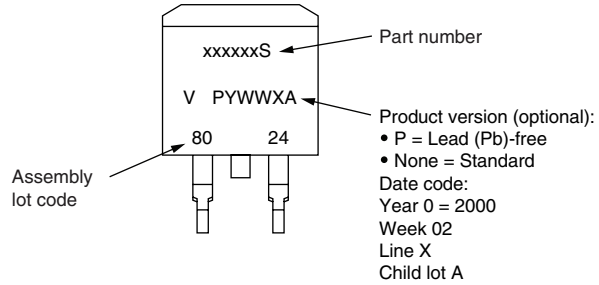 xxxxxxS
Part number
V PYWWXA
Product version (optional):
• P = Lead (Pb)-free
• None = Standard
Date code:
Year 0 = 2000
Week 02
Line X
Child lot A
80 24
Assembly
lot code